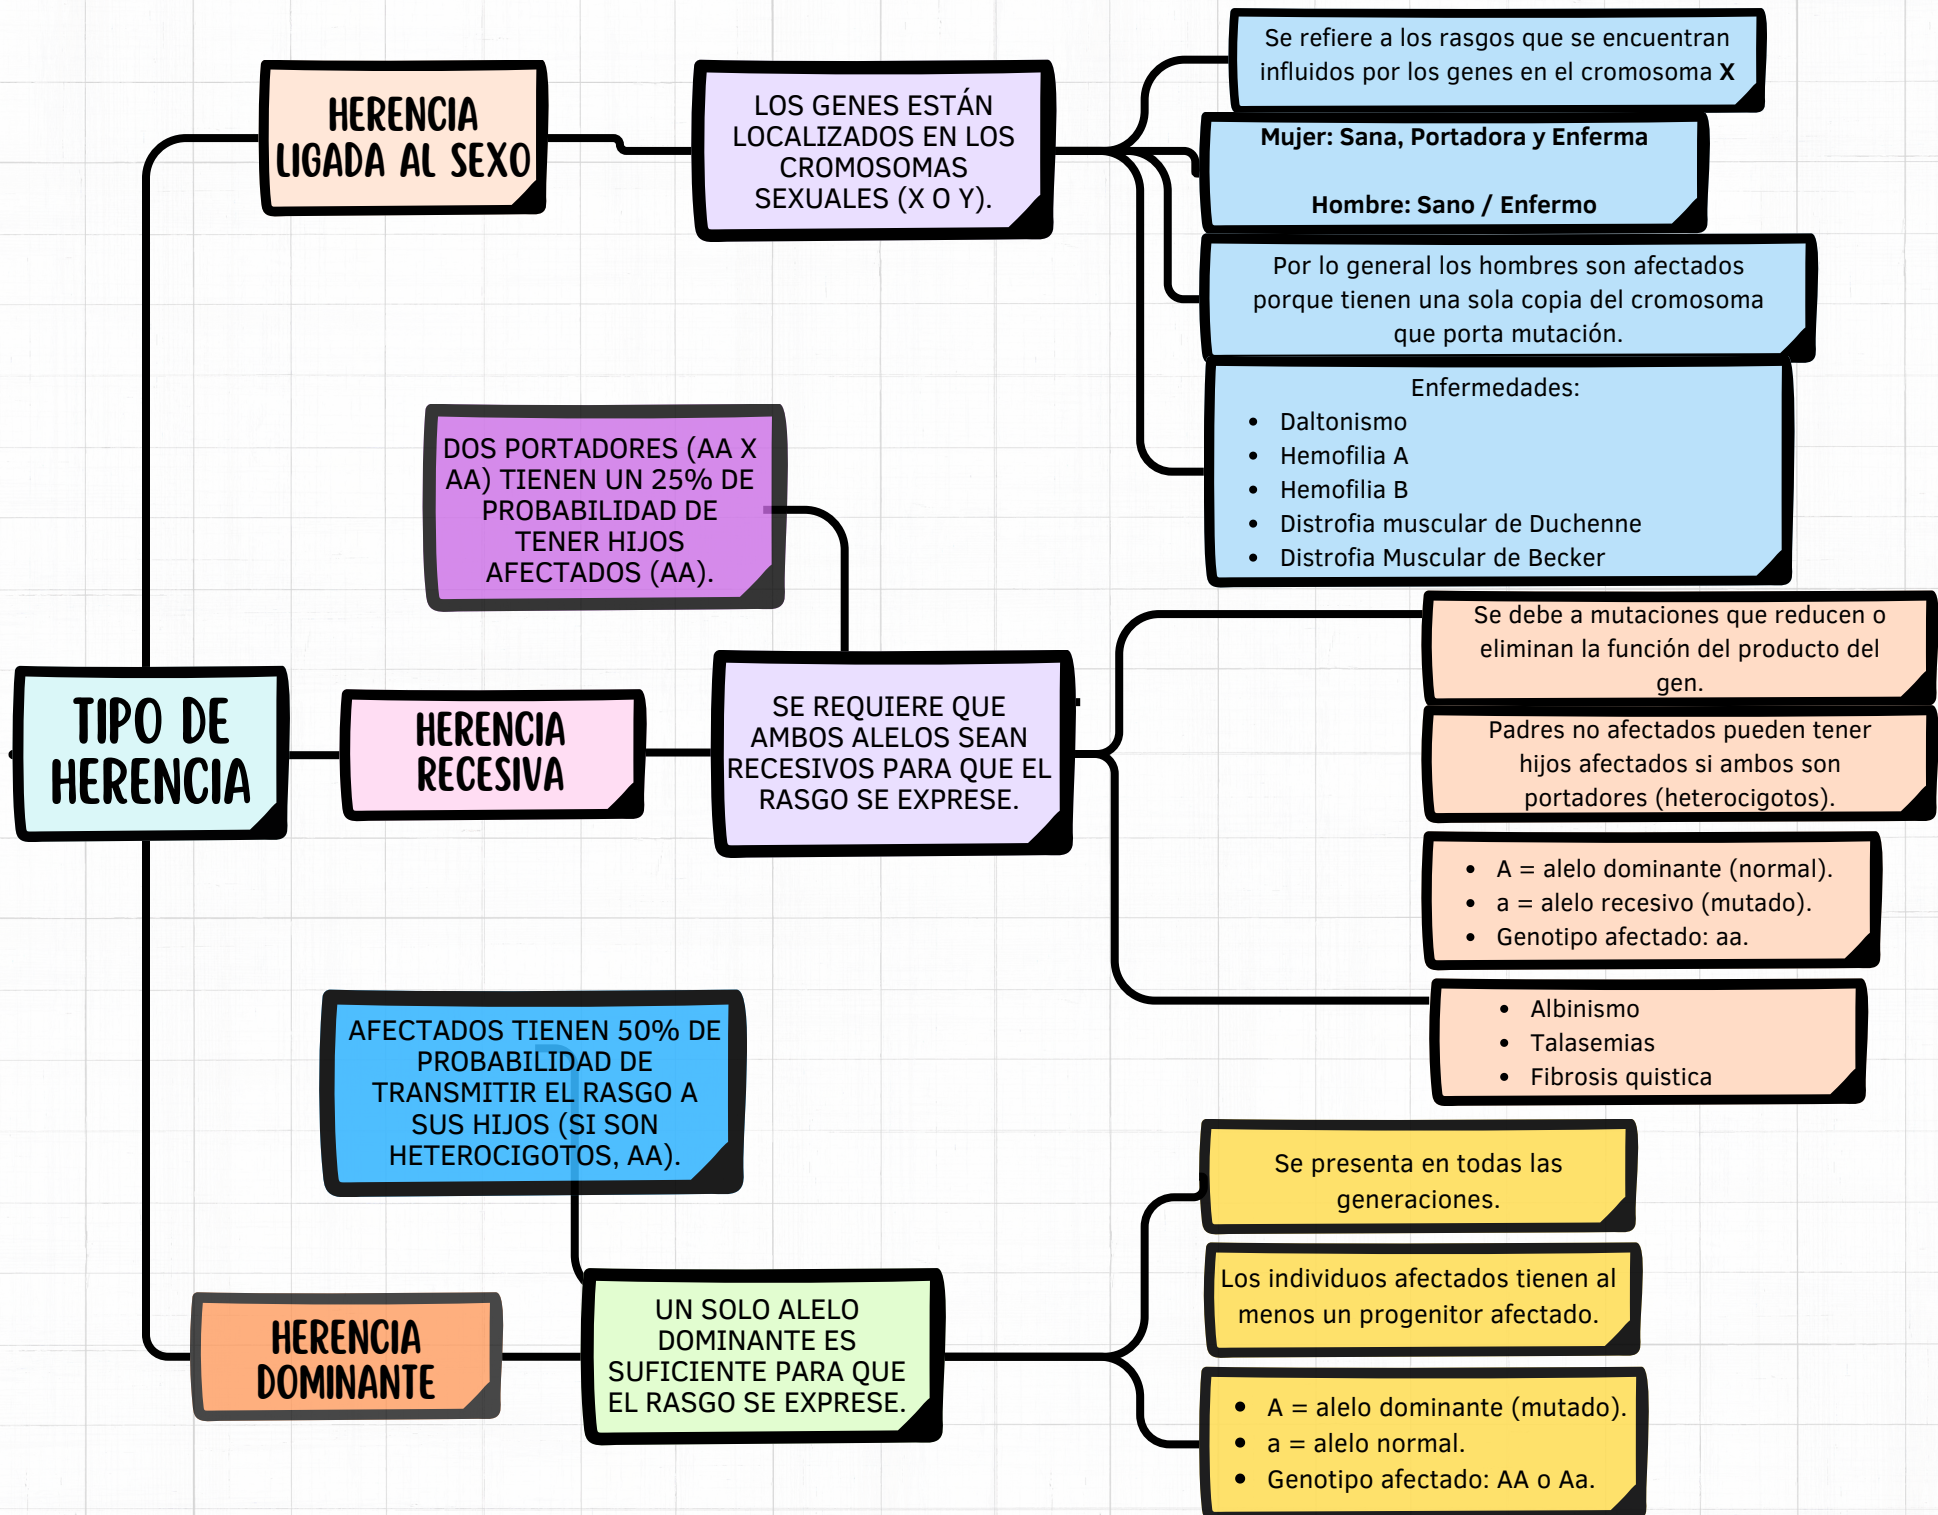 HERENCIA
LIGADA AL SEXO
LOS GENES ESTÁN
LOCALIZADOS EN LOS
CROMOSOMAS
SEXUALES (X O Y).
Se refiere a los rasgos que se encuentran
influidos por los genes en el cromosoma X
Mujer: Sana, Portadora y Enferma
Hombre: Sano / Enfermo
Por lo general los hombres son afectados
porque tienen una sola copia del cromosoma
que porta mutación.
Enfermedades:
• Daltonismo
• Hemofilia A
• Hemofilia B
• Distrofia muscular de Duchenne
• Distrofia Muscular de Becker
DOS PORTADORES (AA X
AA) TIENEN UN 25% DE
PROBABILIDAD DE
TENER HIJOS
AFECTADOS (AA).
TIPO DE
HERENCIA
HERENCIA
RECESIVA
SE REQUIERE QUE
AMBOS ALELOS SEAN
RECESIVOS PARA QUE EL
RASGO SE EXPRESE.
Se debe a mutaciones que reducen o
eliminan la función del producto del
gen.
Padres no afectados pueden tener
hijos afectados si ambos son
portadores (heterocigotos).
• A = alelo dominante (normal).
• a = alelo recesivo (mutado).
• Genotipo afectado: aa.
• Albinismo
• Talasemias
• Fibrosis quistica
AFECTADOS TIENEN 50% DE
PROBABILIDAD DE
TRANSMITIR EL RASGO A
SUS HIJOS (SI SON
HETEROCIGOTOS, AA).
HERENCIA
DOMINANTE
UN SOLO ALELO
DOMINANTE ES
SUFICIENTE PARA QUE
EL RASGO SE EXPRESE.
Se presenta en todas las
generaciones.
Los individuos afectados tienen al
menos un progenitor afectado.
• A = alelo dominante (mutado).
• a = alelo normal.
• Genotipo afectado: AA o Aa.